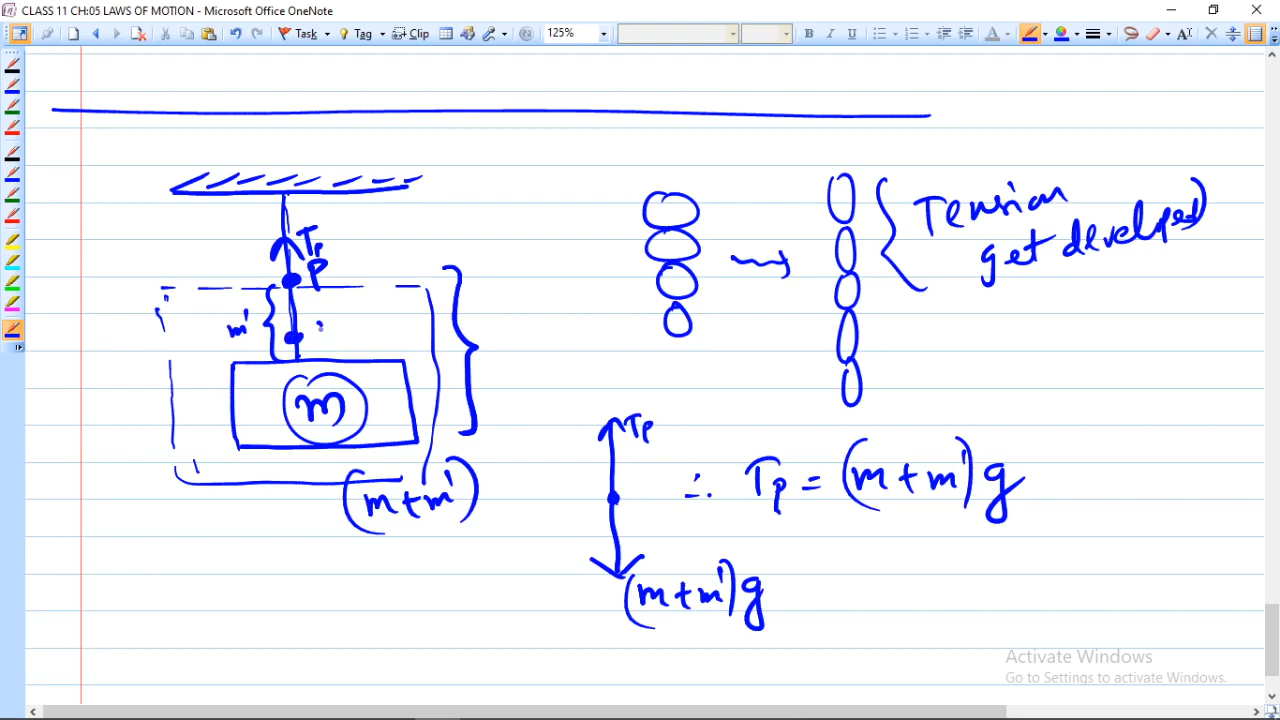 CLASS 11 CH:05 LAWS OF MOTION - Microsoft Office OneNote
Task Tag Clip 125% B I U A
Tension
get developed
Tp
P
m'
m
(m+m')
Tp
∴ Tp = (m+m')g
(m+m')g
Activate Windows
Go to Settings to activate Windows.